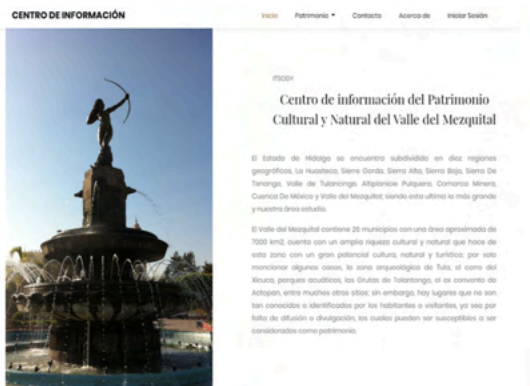 CENTRO DE INFORMACIÓN
Inicio Patrimonio Contacto Acerca de Iniciar Sesión
ITSOEH
Centro de información del Patrimonio
Cultural y Natural del Valle del Mezquital
El Estado de Hidalgo se encuentra subdividido en diez regiones
geográficas, La Huasteca, Sierra Gorda, Sierra Alta, Sierra Baja, Sierra De
Tenango, Valle de Tulancingo, Altiplanicie Pulquera, Comarca Minera,
Cuenca De México y Valle del Mezquital, siendo esta ultima la más grande
y nuestra área estudio.
El Valle del Mezquital contiene 26 municipios con una área aproximada de
7000 km2, cuenta con un amplia riqueza cultural y natural que hace de
esta zona con un gran potencial cultura, natural y turístico; por solo
mencionar algunos casos, la zona arqueológica de Tula, el cerro del
Xicuco, parques acuáticos, las Grutas de Tolantongo, el ex convento de
Actopan, entre muchos otros sitios; sin embargo, hay lugares que no son
tan conocidos e identificados por los habitantes o visitantes, ya sea por
falta de difusión o divulgación, los cuales pueden ser susceptibles a ser
considerados como patrimonio.